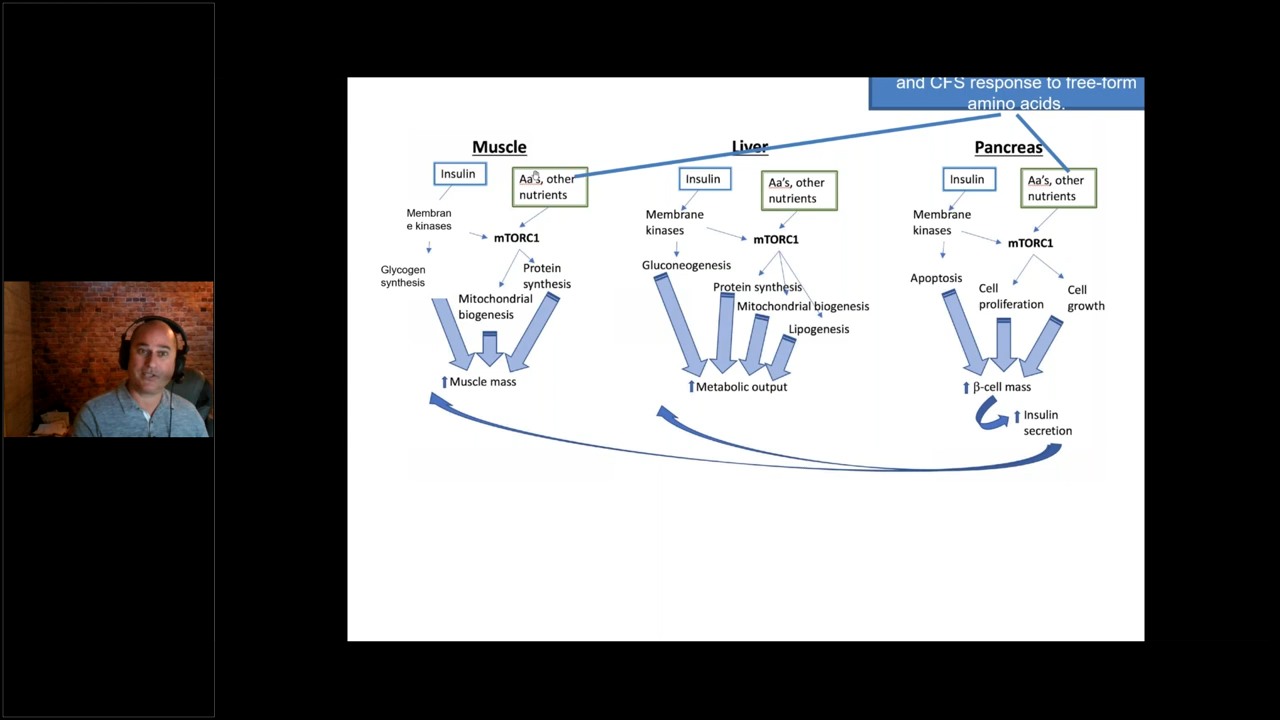 and CFS response to free-form
amino acids.
Muscle
Insulin
Aa's, other
nutrients
Membran
e kinases
mTORC1
Glycogen
synthesis
Protein
synthesis
Mitochondrial
biogenesis
Muscle mass
Liver
Insulin
Aa's, other
nutrients
Membrane
kinases
mTORC1
Gluconeogenesis
Protein synthesis
Mitochondrial biogenesis
Lipogenesis
Metabolic output
Pancreas
Insulin
Aa's, other
nutrients
Membrane
kinases
mTORC1
Apoptosis
Cell
proliferation
Cell
growth
β-cell mass
Insulin
secretion